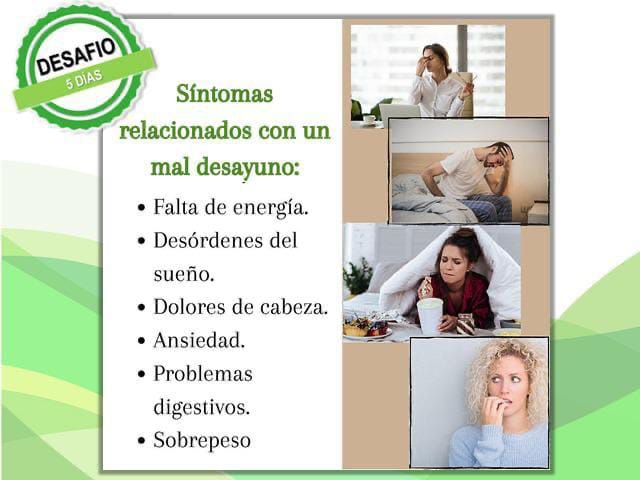 DESAFIO
5 DÍAS
Síntomas
relacionados con un
mal desayuno:
• Falta de energía.
• Desórdenes del
sueño.
• Dolores de cabeza.
• Ansiedad.
• Problemas
digestivos.
• Sobrepeso